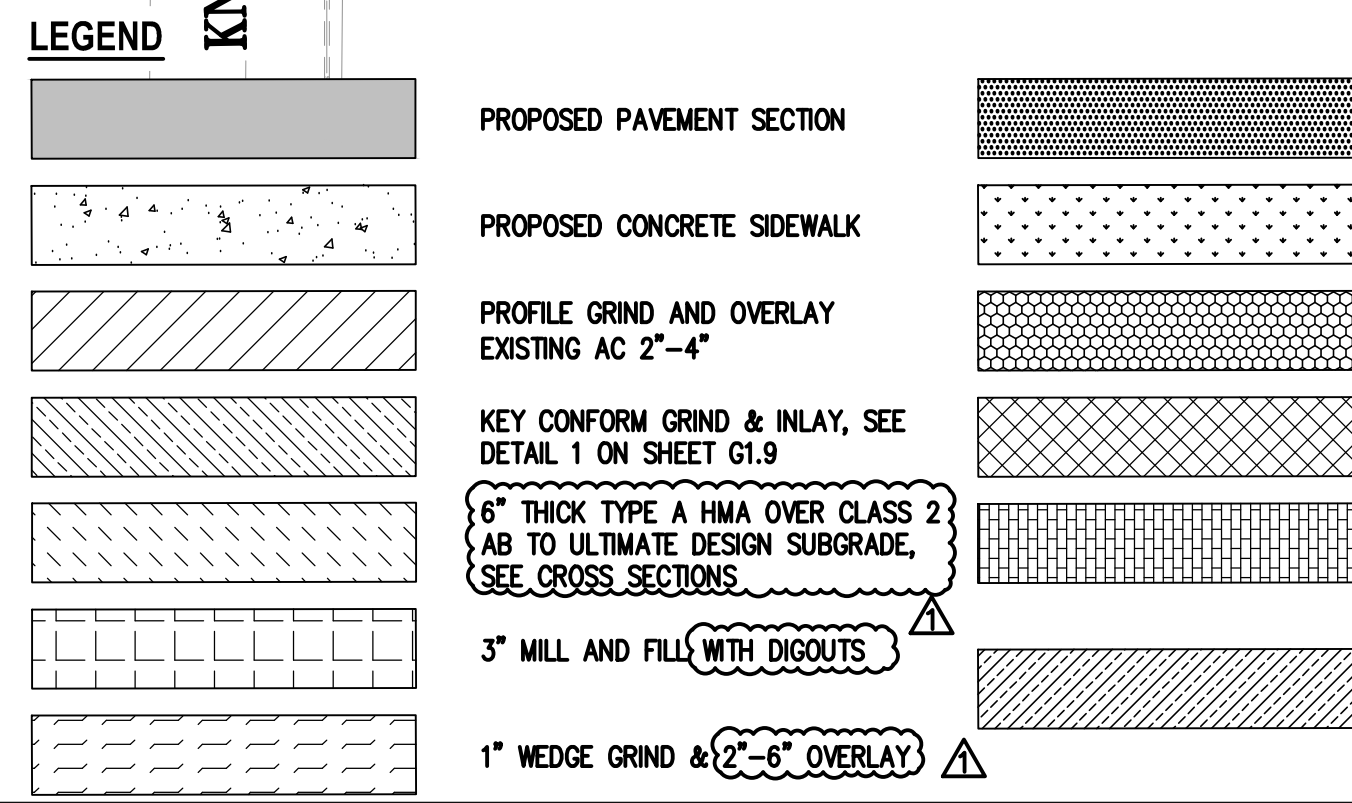 LEGEND
KN
PROPOSED PAVEMENT SECTION
PROPOSED CONCRETE SIDEWALK
PROFILE GRIND AND OVERLAY
EXISTING AC 2"-4"
KEY CONFORM GRIND & INLAY, SEE
DETAIL 1 ON SHEET G1.9
6" THICK TYPE A HMA OVER CLASS 2
AB TO ULTIMATE DESIGN SUBGRADE,
SEE CROSS SECTIONS
1
3" MILL AND FILL WITH DIGOUTS
1" WEDGE GRIND & 2"-6" OVERLAY
1